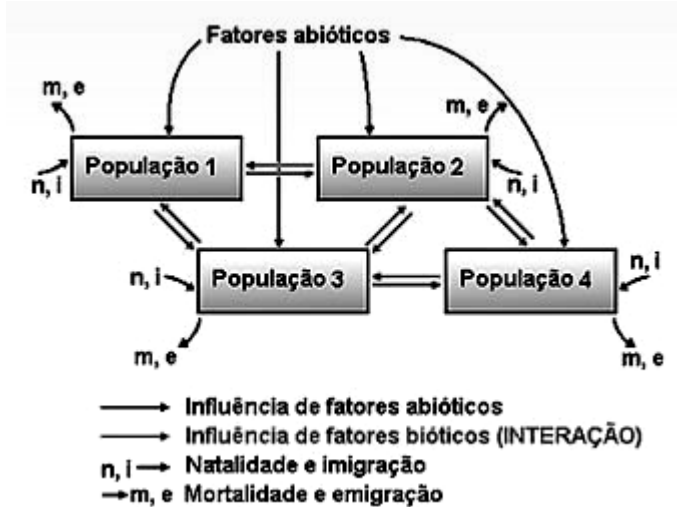 Fatores abióticos
m, e
m, e
População 1
População 2
n, i
n, i
n, i
População 3
População 4
n, i
m, e
m, e
Influência de fatores abióticos
Influência de fatores bióticos (INTERAÇÃO)
n, i Natalidade e imigração
m, e Mortalidade e emigração